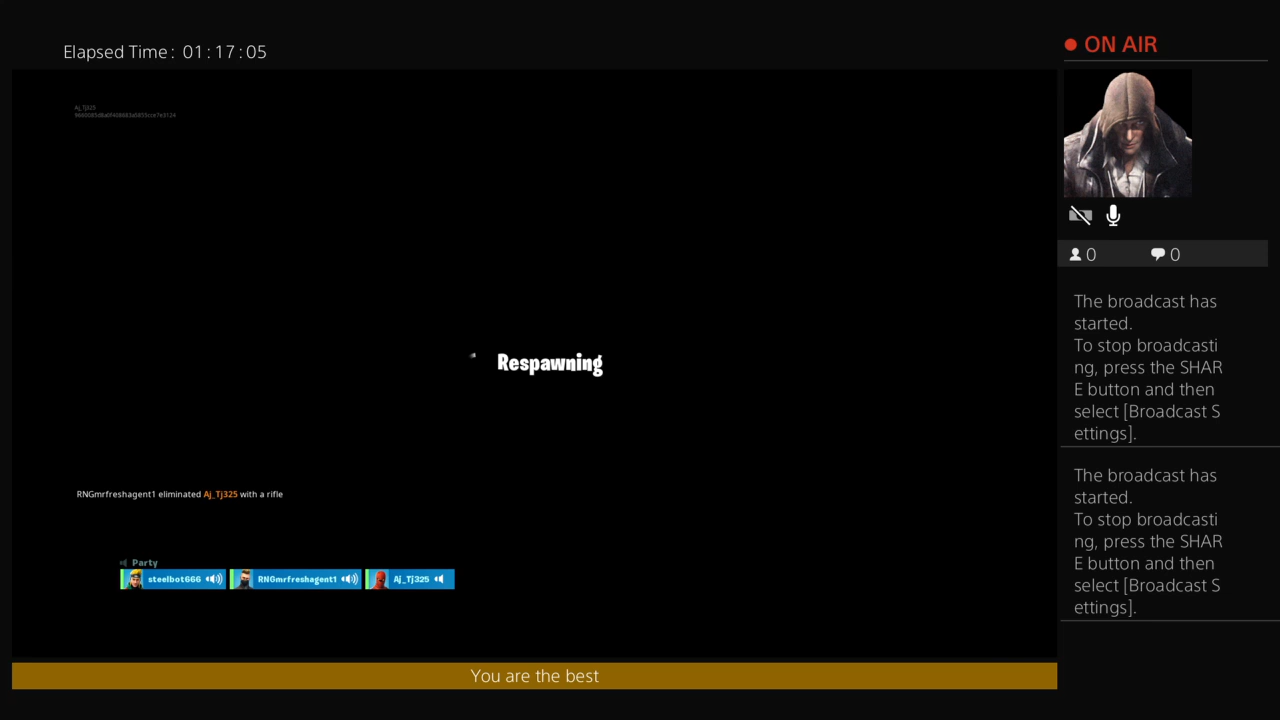 Elapsed Time: 01:17:05
ON AIR
Aj_Tj325
0
0
The broadcast has
started.
To stop broadcasti
ng, press the SHAR
E button and then
select [Broadcast S
ettings].
Respawning
The broadcast has
started.
To stop broadcasti
ng, press the SHAR
E button and then
select [Broadcast S
ettings].
RNGmrfreshagent1 eliminated Aj_Tj325 with a rifle
Party
steelbot666 RNGmrfreshagent1 Aj_Tj325
You are the best